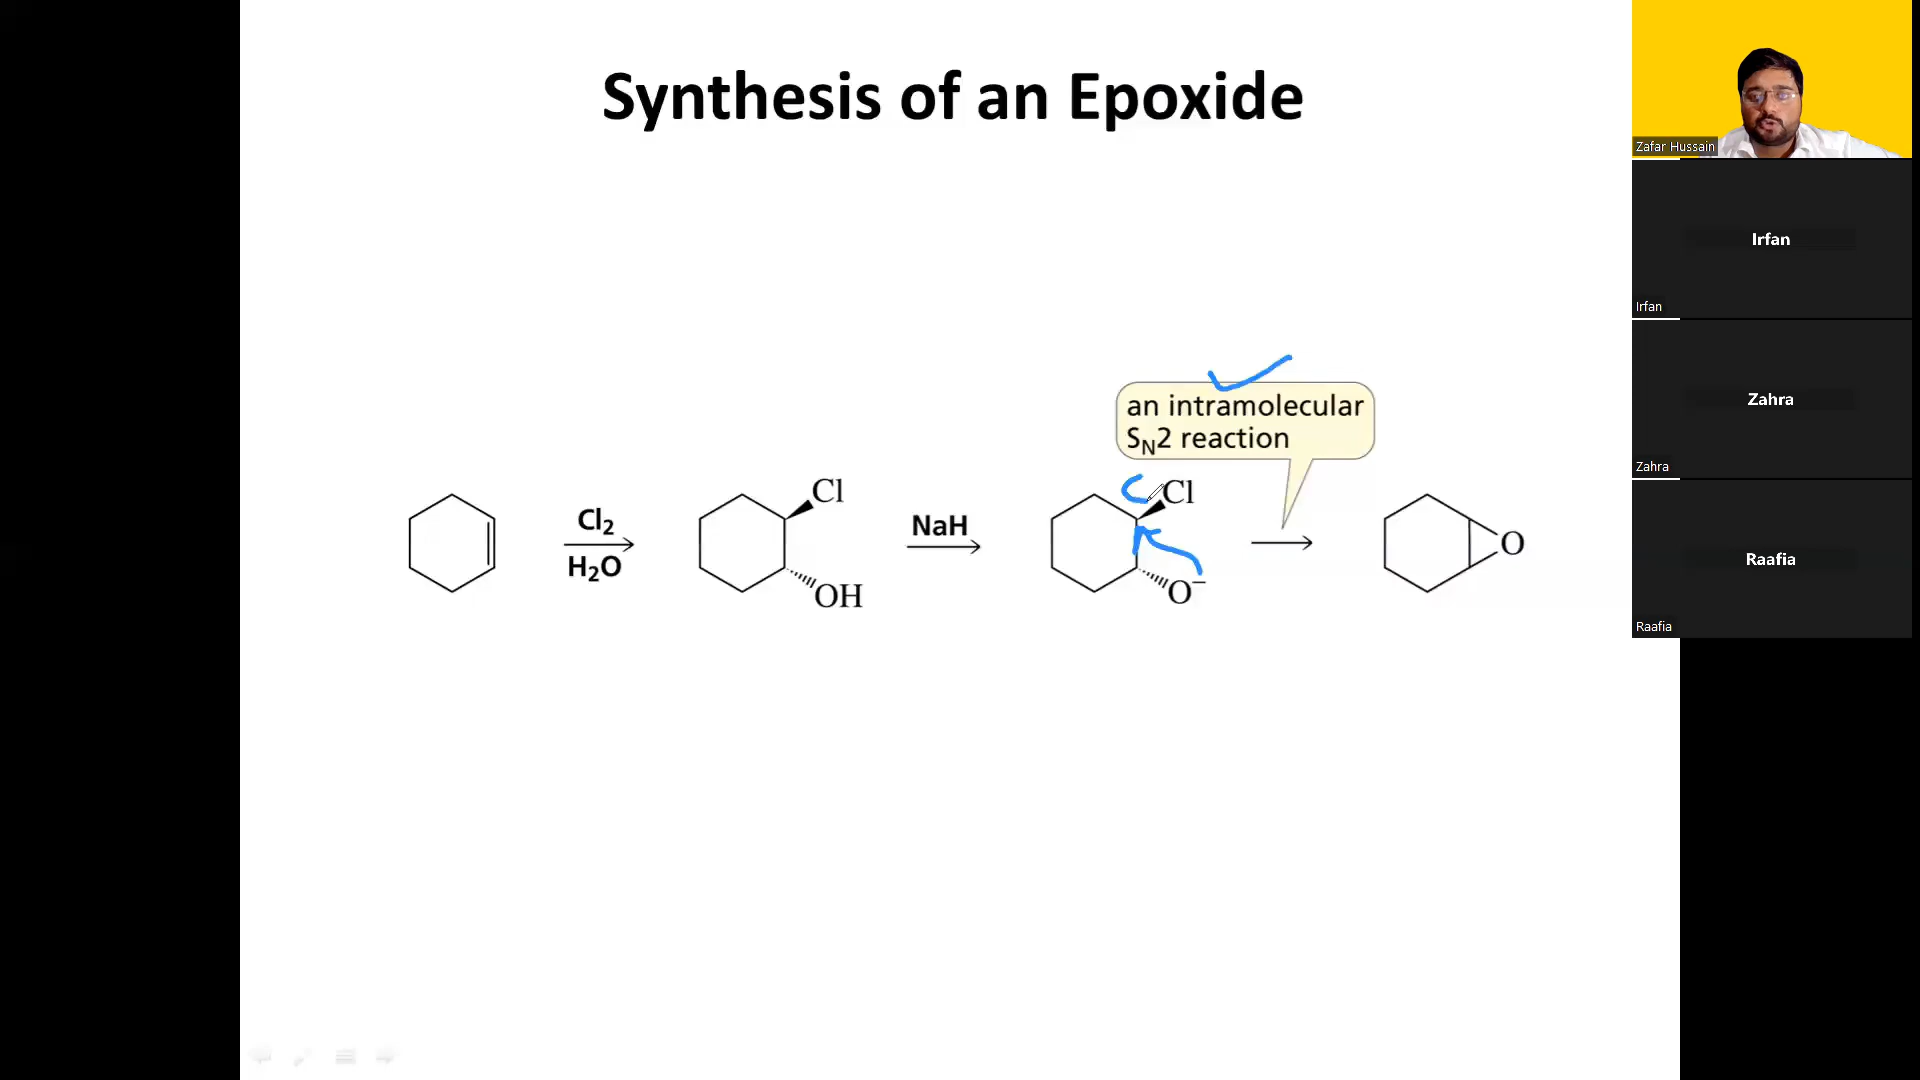 Synthesis of an Epoxide
Zafar Hussain
Irfan
Irfan
Zahra
Zahra
Raafia
Raafia
an intramolecular
S_N2 reaction
Cl
OH
Cl₂
H₂O
NaH
Cl
O⁻
O